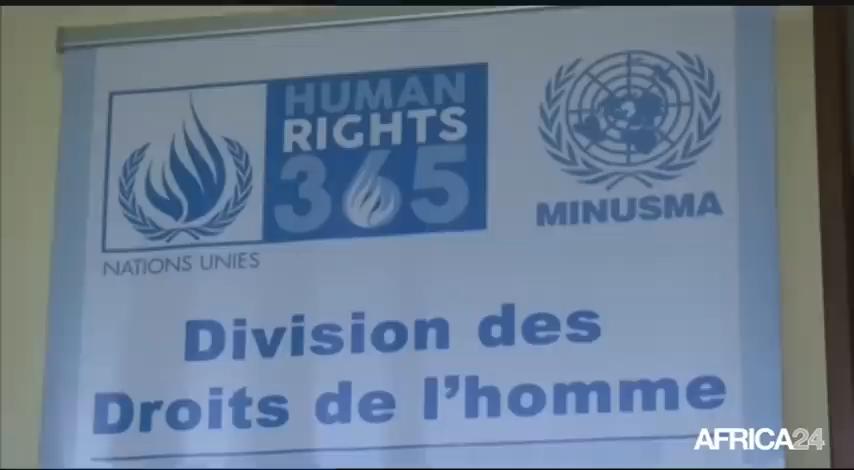 HUMAN
RIGHTS
365
NATIONS UNIES
MINUSMA
Division des
Droits de l'homme
AFRICA24